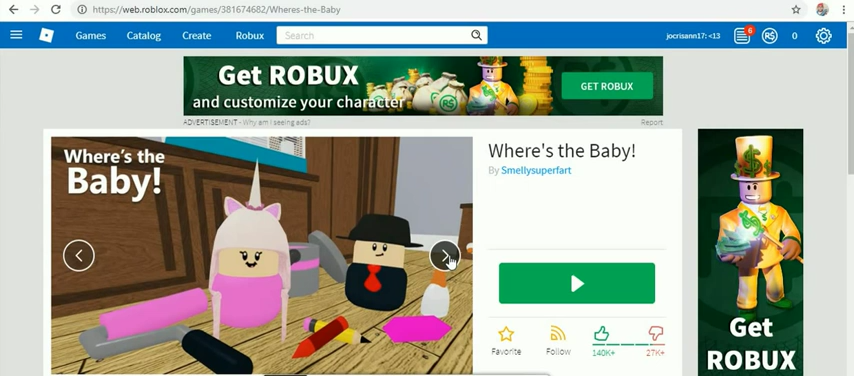 https://web.roblox.com/games/381674682/Wheres-the-Baby
Games Catalog Create Robux Search jocrisann17: <13 6 0
Get ROBUX
and customize your character
GET ROBUX
ADVERTISEMENT - Why am I seeing ads? Report
Where's the
Baby!
Where's the Baby!
By Smellysuperfart
Favorite Follow 140K+ 27K+
Get
ROBUX